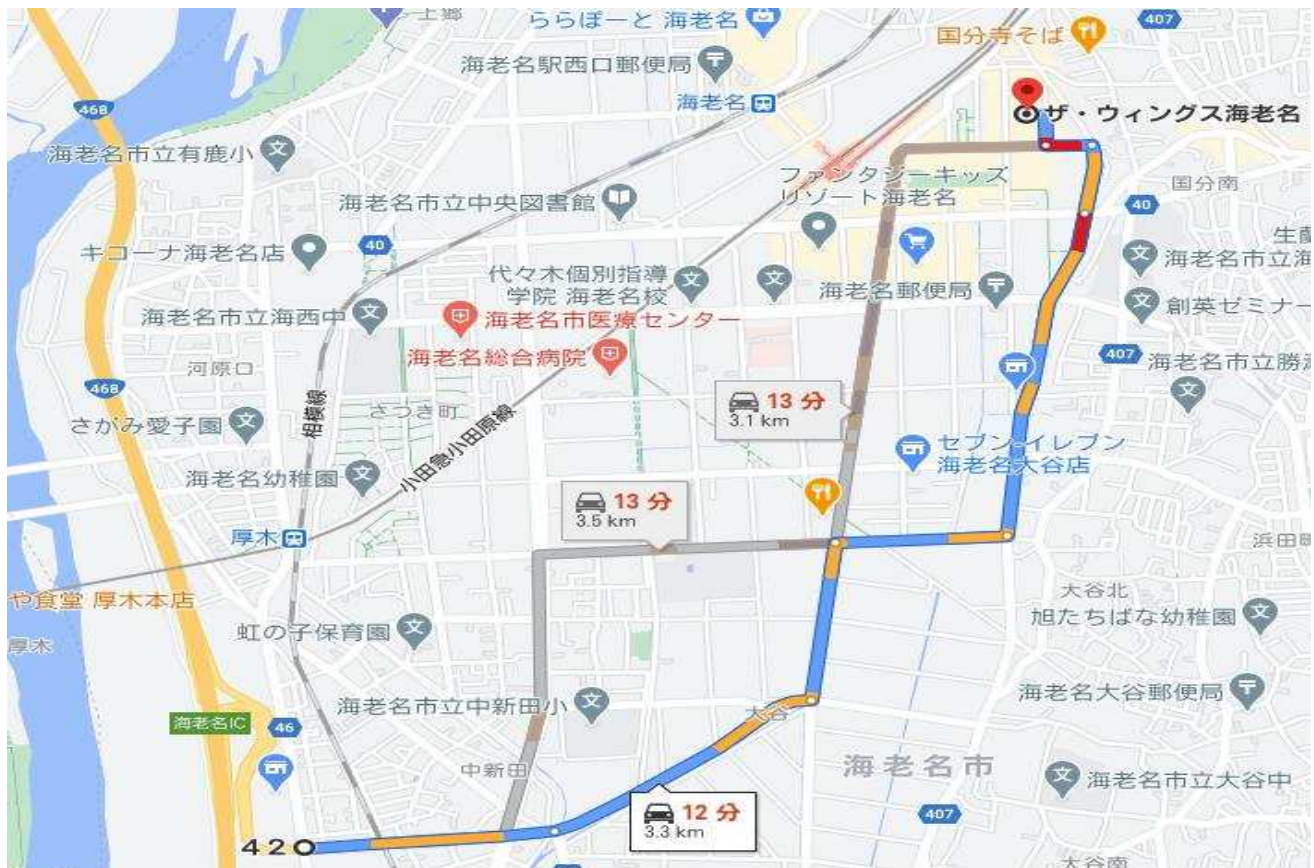 上郷
ららぽーと 海老名
407
国分寺そば
海老名駅西口郵便局
468
海老名
ザ・ウィングス海老名
海老名市立有鹿小
ファンタジーキッズ
リゾート海老名
国分南
海老名市立中央図書館
40
40
キコーナ海老名店
代々木個別指導
学院 海老名校
海老名市立海
海老名郵便局
海老名市立海西中
海老名市医療センター
創英ゼミナー
海老名総合病院
407
河原口
海老名市立勝
468
相模線
さつき町
小田急小田原線
13 分
3.1 km
さがみ愛子園
セブン-イレブン
海老名大谷店
海老名幼稚園
13 分
3.5 km
厚木
浜田町
や食堂 厚木本店
大谷北
旭たちばな幼稚園
虹の子保育園
厚木
海老名大谷郵便局
海老名市立中新田小
大谷
海老名IC
46
海老名市
中新田
海老名市立大谷中
12 分
3.3 km
407
42
大谷南